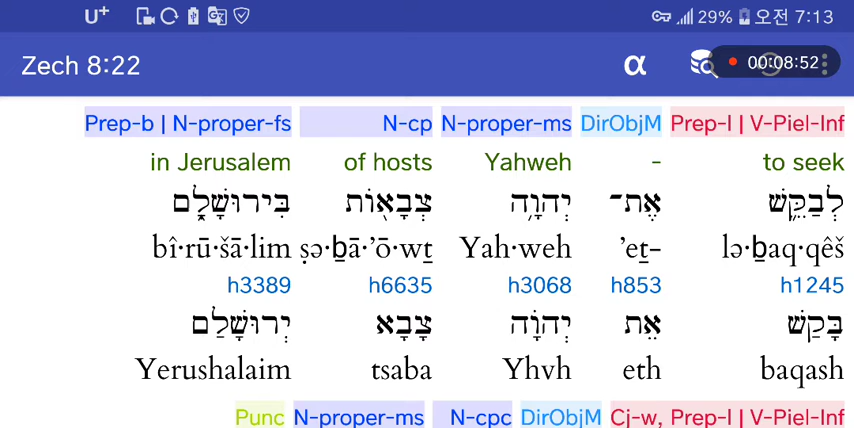 U+ 29% 오전 7:13
Zech 8:22 α 00:08:52
Prep-b | N-proper-fs N-cp N-proper-ms DirObjM Prep-l | V-Piel-Inf
in Jerusalem of hosts Yahweh - to seek
לְבַקֵּ֛שׁ אֶת־ יְהוָ֥ה צְבָא֖וֹת בִּירוּשָׁלִָ֑ם
bî·rū·šā·lim ṣə·ḇā·’ō·wṯ Yah·weh ’eṯ- lə·ḇaq·qêš
h3389 h6635 h3068 h853 h1245
בָּקַשׁ אֵת יְהוָֹה צָבָא יְרוּשָׁלַם
Yerushalaim tsaba Yhvh eth baqash
Punc N-proper-ms N-cpc DirObjM Cj-w, Prep-l | V-Piel-Inf